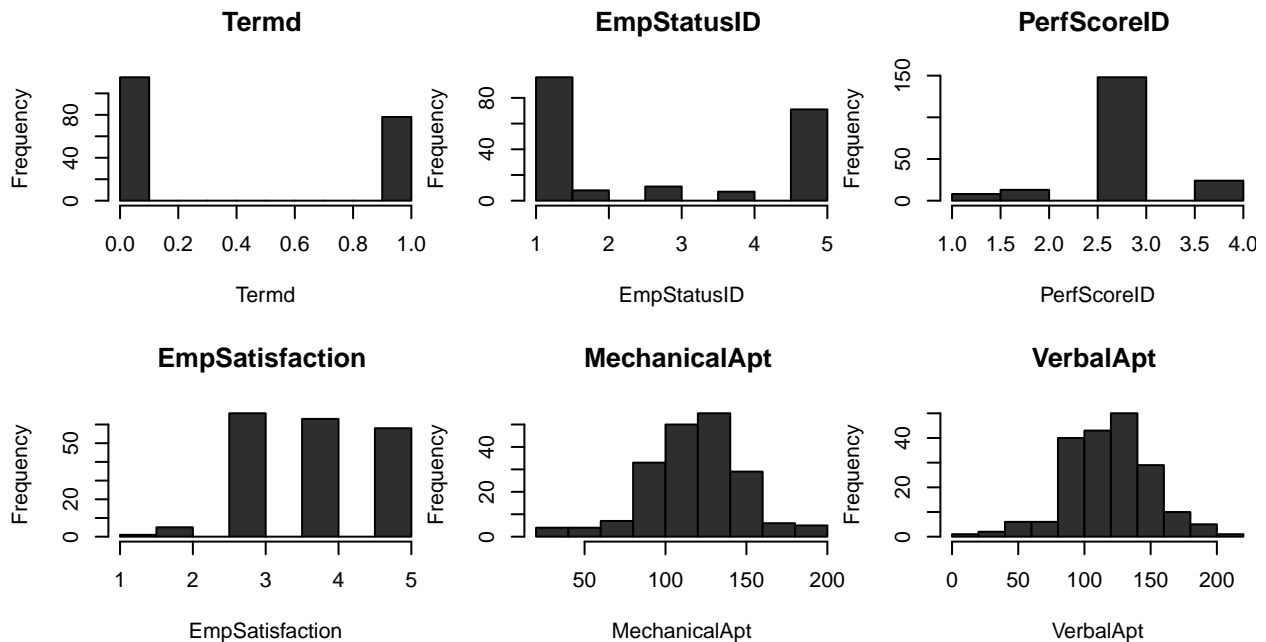 Termd
Frequency
0 40 80
0.0 0.2 0.4 0.6 0.8 1.0
Termd
EmpStatusID
Frequency
0 40 80
1 2 3 4 5
EmpStatusID
PerfScoreID
Frequency
0 50 150
1.0 1.5 2.0 2.5 3.0 3.5 4.0
PerfScoreID
EmpSatisfaction
Frequency
0 20 50
1 2 3 4 5
EmpSatisfaction
MechanicalApt
Frequency
0 20 40
50 100 150 200
MechanicalApt
VerbalApt
Frequency
0 20 40
0 50 100 150 200
VerbalApt